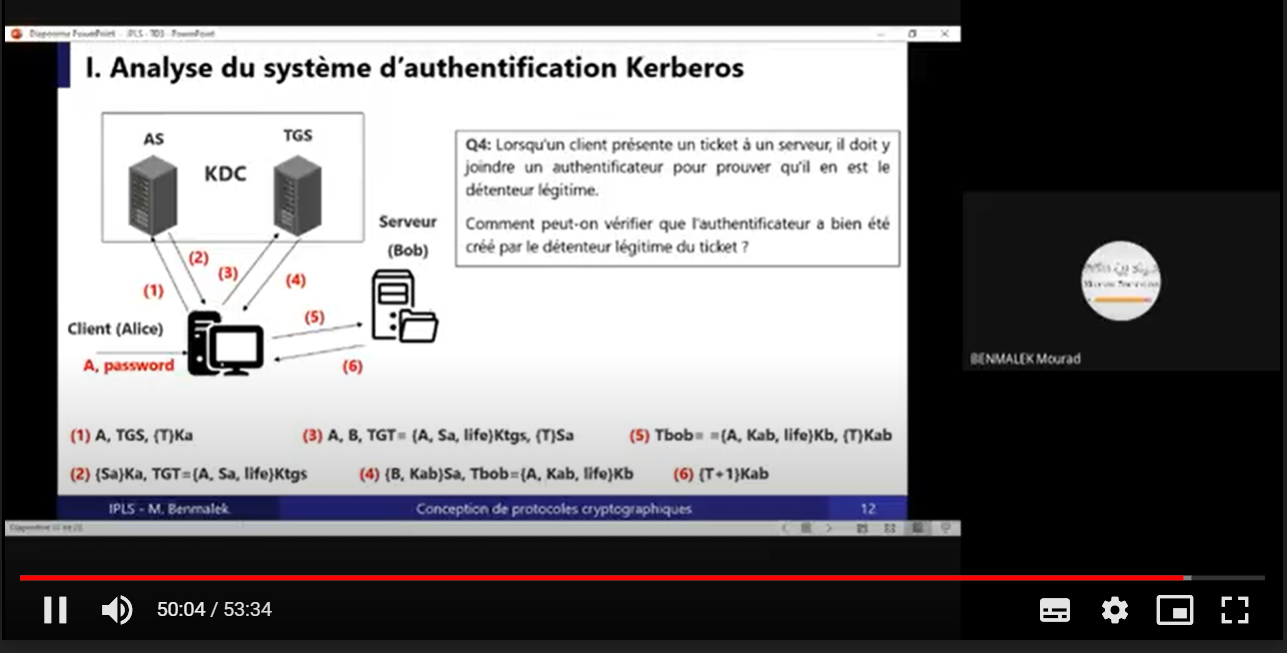 Diaporama PowerPoint - IPLS - TD3 - PowerPoint
I. Analyse du système d'authentification Kerberos
AS
TGS
KDC
Q4: Lorsqu'un client présente un ticket à un serveur, il doit y
joindre un authentificateur pour prouver qu'il en est le
détenteur légitime.
Comment peut-on vérifier que l'authentificateur a bien été
créé par le détenteur légitime du ticket ?
Serveur
(Bob)
(2)
(3)
(4)
(1)
(5)
Client (Alice)
A, password
(6)
BENMALEK Mourad
(1) A, TGS, {T}Ka
(3) A, B, TGT= {A, Sa, life}Ktgs, {T}Sa
(5) Tbob= ={A, Kab, life}Kb, {T}Kab
(2) {Sa}Ka, TGT={A, Sa, life}Ktgs
(4) {B, Kab}Sa, Tbob={A, Kab, life}Kb
(6) {T+1}Kab
IPLS - M. Benmalek
Conception de protocoles cryptographiques
12
50:04 / 53:34